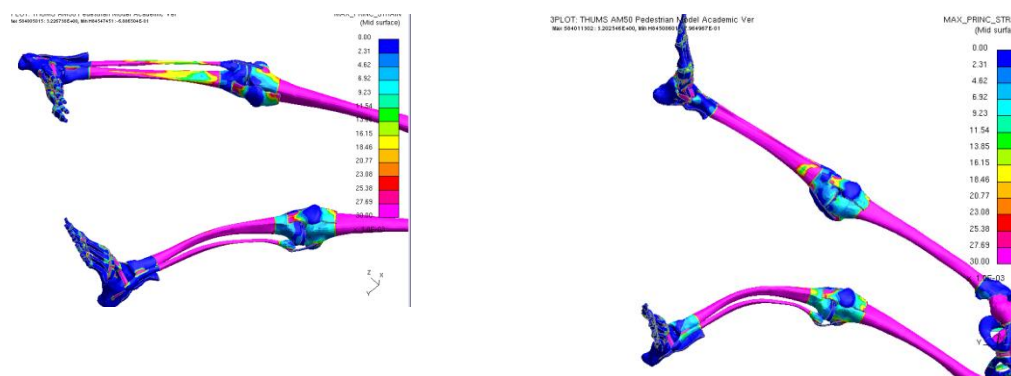 3PLOT: THUMS AM50 Pedestrian Model Academic Ver
MAX_PRINC_STRAIN
(Mid surface)
0.00
2.31
4.62
6.92
9.23
11.54
16.15
18.46
20.77
23.08
25.38
27.69
30.00
Z
X
Y
3PLOT: THUMS AM50 Pedestrian Model Academic Ver
MAX_PRINC_STR
(Mid surfa
0.00
2.31
4.62
6.92
9.23
11.54
13.85
16.15
18.46
20.77
23.08
25.38
27.69
30.00
Y